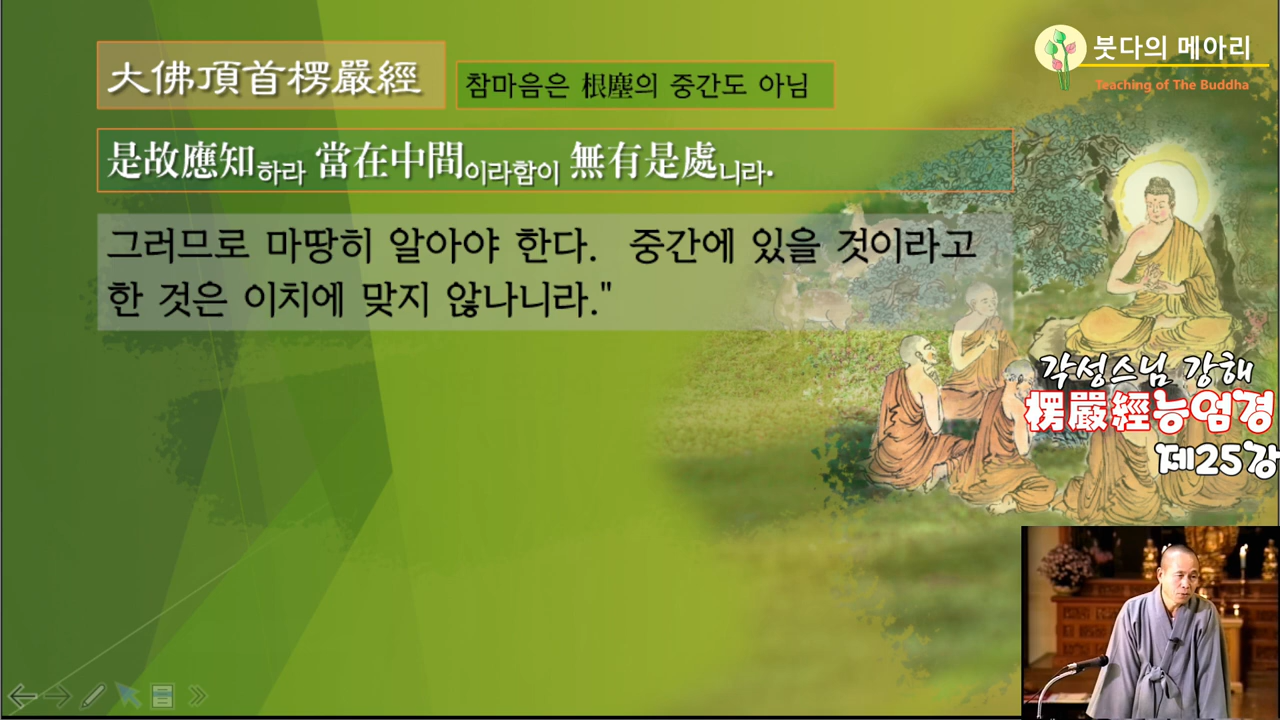 大佛頂首楞嚴經
참마음은 根塵의 중간도 아님
붓다의 메아리
Teaching of The Buddha
是故應知하라 當在中間이라함이 無有是處니라.
그러므로 마땅히 알아야 한다. 중간에 있을 것이라고
한 것은 이치에 맞지 않나니라."
각성스님 강해
楞嚴經능엄경
제25강